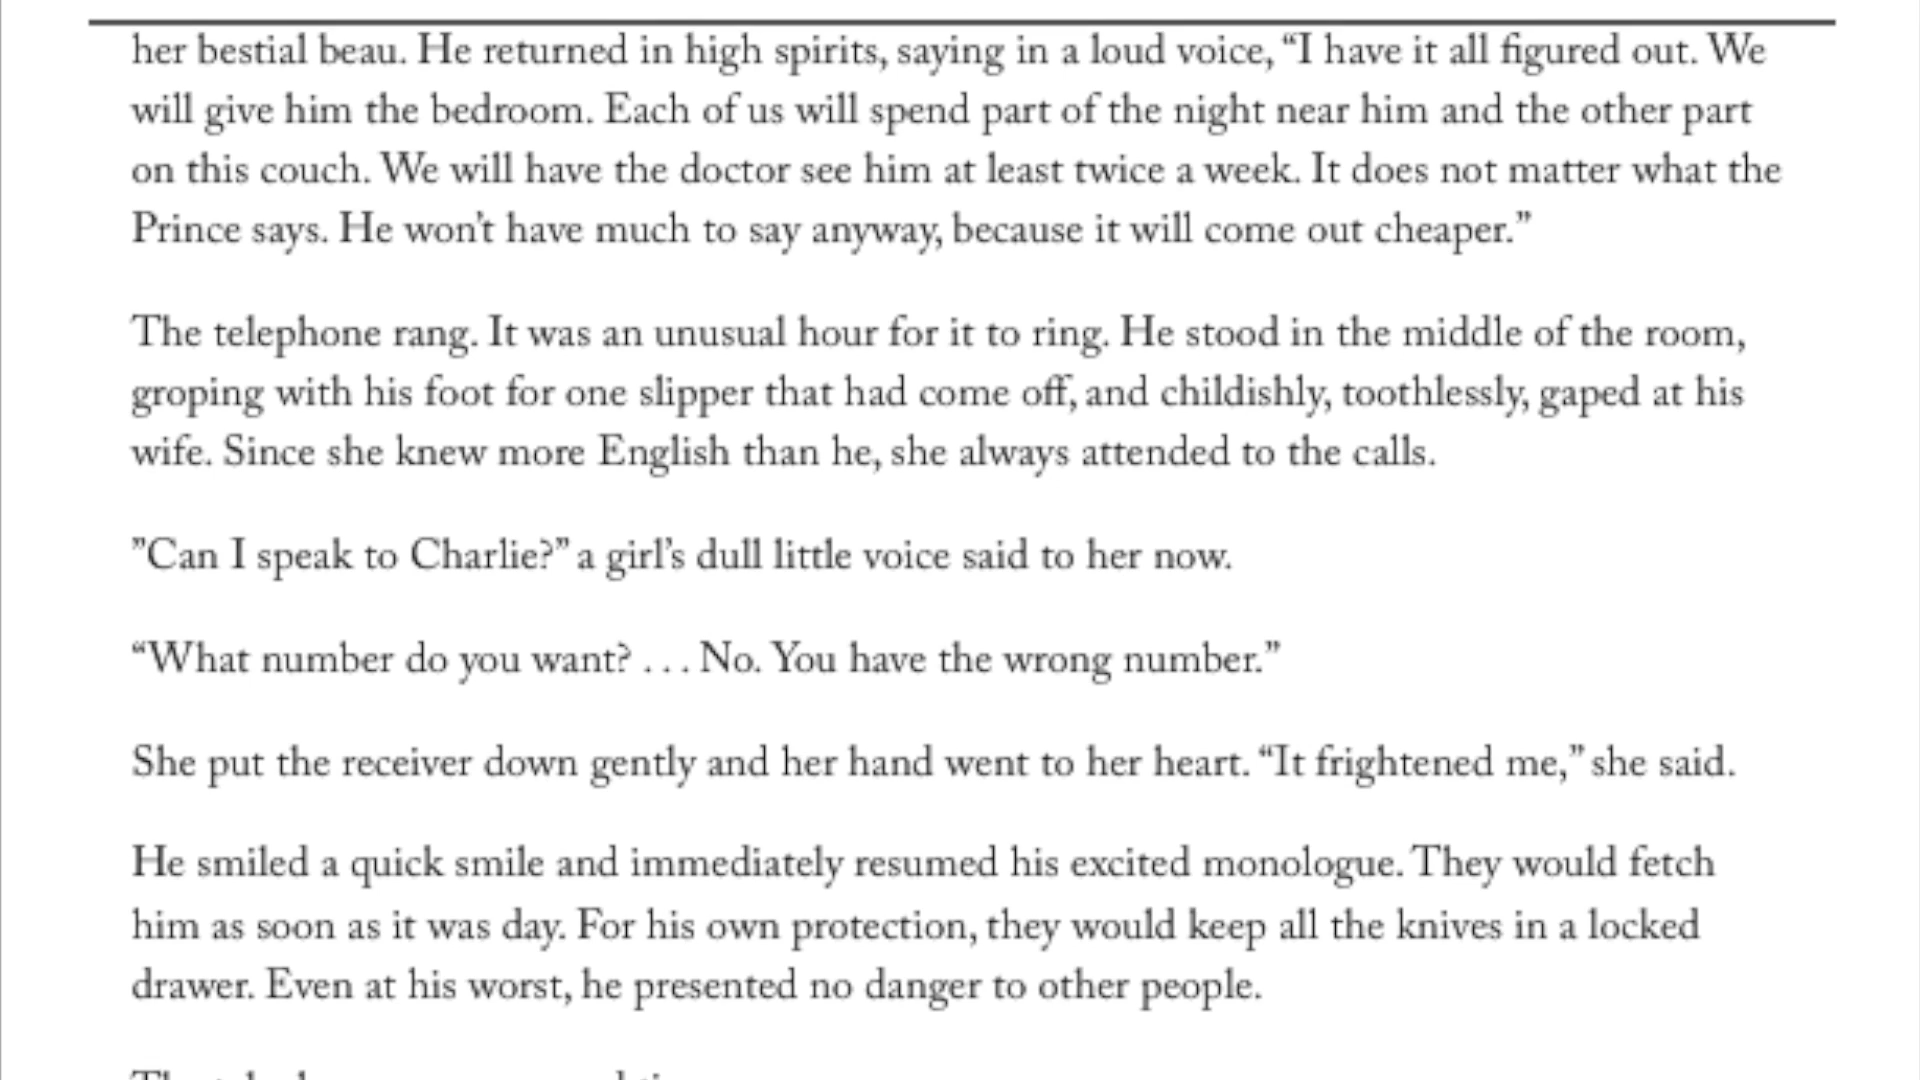 her bestial beau. He returned in high spirits, saying in a loud voice, “I have it all figured out. We
will give him the bedroom. Each of us will spend part of the night near him and the other part
on this couch. We will have the doctor see him at least twice a week. It does not matter what the
Prince says. He won’t have much to say anyway, because it will come out cheaper.”
The telephone rang. It was an unusual hour for it to ring. He stood in the middle of the room,
groping with his foot for one slipper that had come off, and childishly, toothlessly, gaped at his
wife. Since she knew more English than he, she always attended to the calls.
”Can I speak to Charlie?” a girl’s dull little voice said to her now.
“What number do you want? . . . No. You have the wrong number.”
She put the receiver down gently and her hand went to her heart. “It frightened me,” she said.
He smiled a quick smile and immediately resumed his excited monologue. They would fetch
him as soon as it was day. For his own protection, they would keep all the knives in a locked
drawer. Even at his worst, he presented no danger to other people.